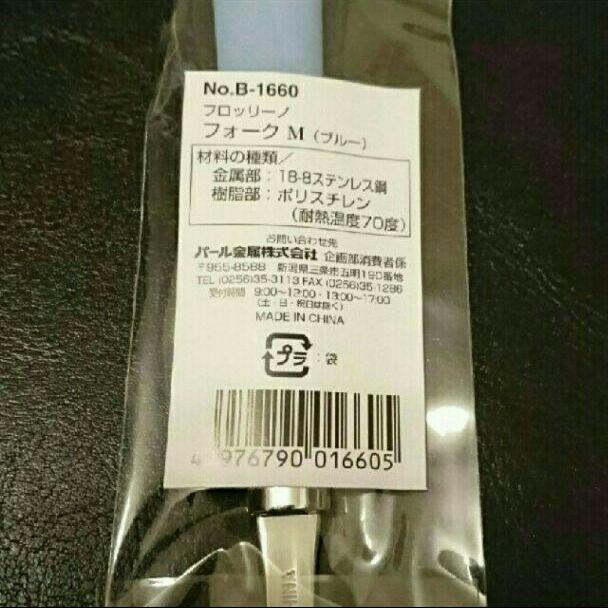 No.B-1660
フロッリーノ
フォーク M（ブルー）
材料の種類／
金属部：18-8ステンレス鋼
樹脂部：ポリスチレン
（耐熱温度70度）
お問い合わせ先
パール金属株式会社 企画部消費者係
〒955-8588 新潟県三条市五明190番地
TEL (0256)35-3113 FAX (0256)35-1286
受付時間 9:00～12:00・13:00～17:00
（土・日・祝日は除く）
MADE IN CHINA
プラ：袋
4 976790 016605